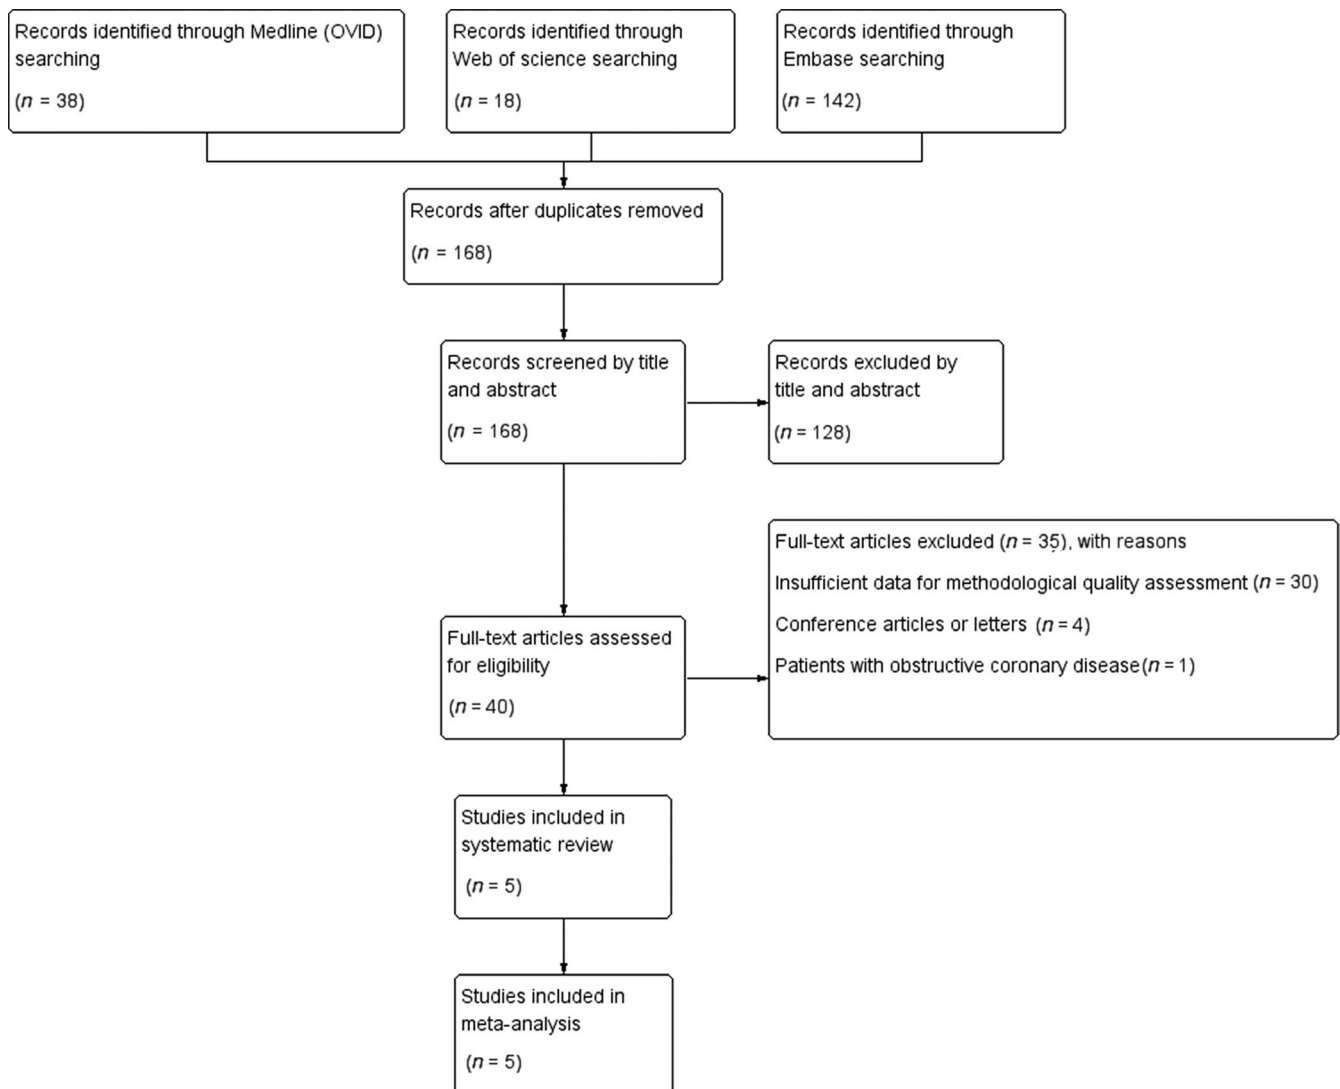 Records identified through Medline (OVID)
searching
(n = 38)
Records identified through
Web of science searching
(n = 18)
Records identified through
Embase searching
(n = 142)
Records after duplicates removed
(n = 168)
Records screened by title
and abstract
(n = 168)
Records excluded by
title and abstract
(n = 128)
Full-text articles assessed
for eligibility
(n = 40)
Full-text articles excluded (n = 35), with reasons
Insufficient data for methodological quality assessment (n = 30)
Conference articles or letters (n = 4)
Patients with obstructive coronary disease(n = 1)
Studies included in
systematic review
(n = 5)
Studies included in
meta-analysis
(n = 5)